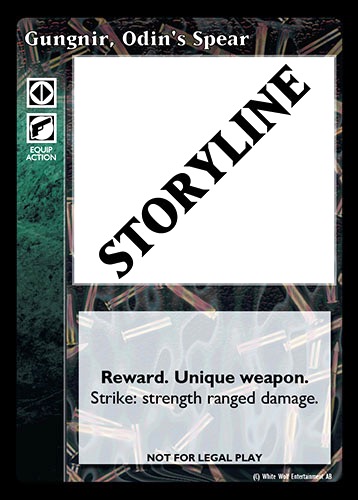 Gungnir, Odin's Spear
EQUIP
ACTION
STORYLINE
Reward. Unique weapon.
Strike: strength ranged damage.
NOT FOR LEGAL PLAY
(C) White Wolf Entertainment AB